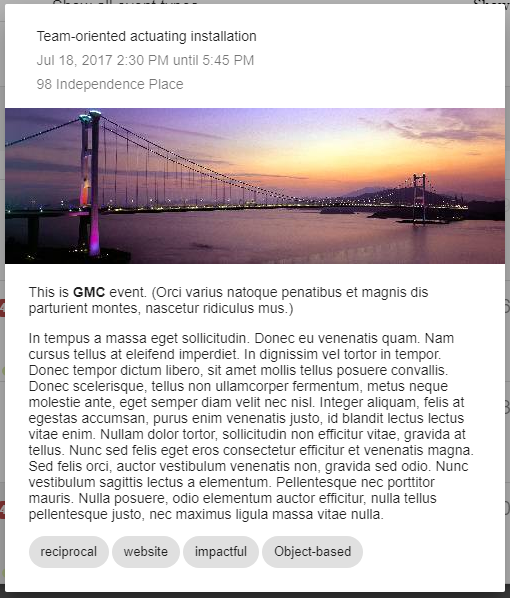 Show all event types
Show
Team-oriented actuating installation
Jul 18, 2017 2:30 PM until 5:45 PM
98 Independence Place
This is GMC event. (Orci varius natoque penatibus et magnis dis
parturient montes, nascetur ridiculus mus.)
In tempus a massa eget sollicitudin. Donec eu venenatis quam. Nam
cursus tellus at eleifend imperdiet. In dignissim vel tortor in tempor.
Donec tempor dictum libero, sit amet mollis tellus posuere convallis.
Donec scelerisque, tellus non ullamcorper fermentum, metus neque
molestie ante, eget semper diam velit nec nisl. Integer aliquam, felis at
egestas accumsan, purus enim venenatis justo, id blandit lectus lectus
vitae enim. Nullam dolor tortor, sollicitudin non efficitur vitae, gravida at
tellus. Nunc sed felis eget eros consectetur efficitur et venenatis magna.
Sed felis orci, auctor vestibulum venenatis non, gravida sed odio. Nunc
vestibulum sagittis lectus a elementum. Pellentesque nec porttitor
mauris. Nulla posuere, odio elementum auctor efficitur, nulla tellus
pellentesque justo, nec maximus ligula massa vitae nulla.
reciprocal website impactful Object-based